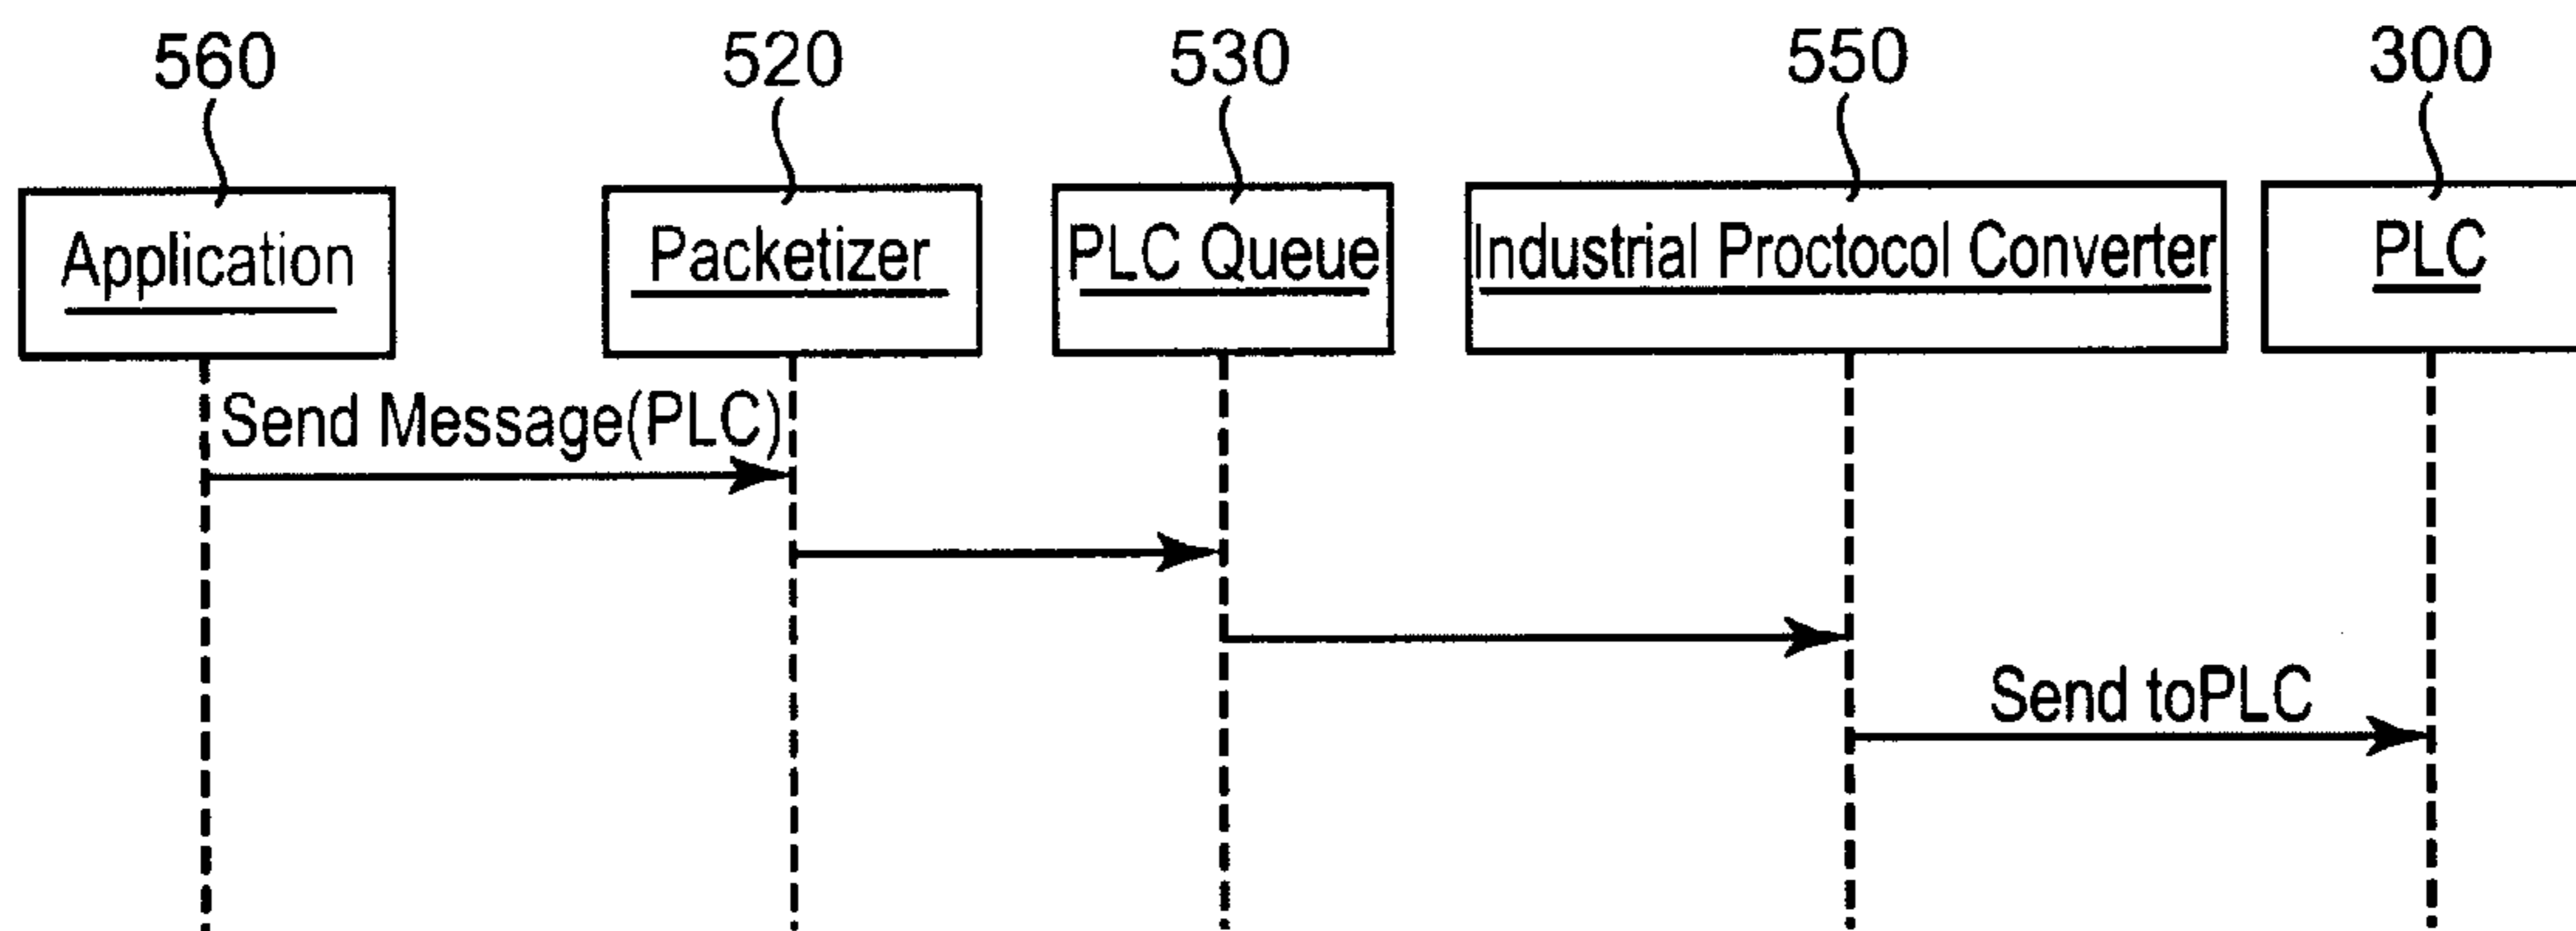 560 520 530 550 300
Application Packetizer PLC Queue Industrial Proctocol Converter PLC
Send Message(PLC)
Send toPLC